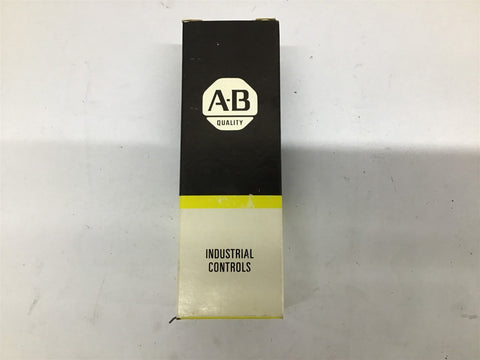 A·B
QUALITY
INDUSTRIAL
CONTROLS